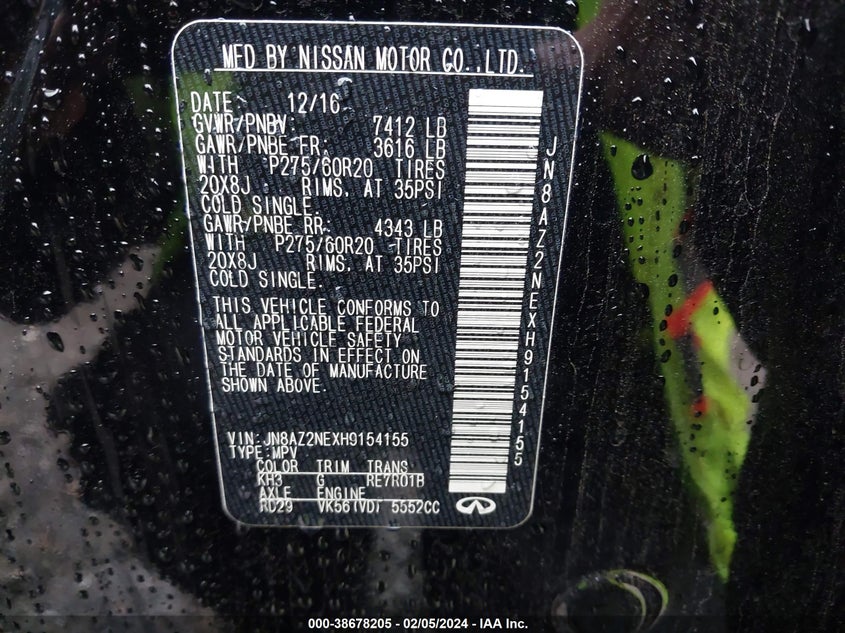 MFD BY NISSAN MOTOR CO.,LTD.
DATE: 12/16
GVWR/PNBV: 7412 LB
GAWR/PNBE FR: 3616 LB
WITH P275/60R20 TIRES
20X8J RIMS. AT 35PSI
COLD SINGLE.
GAWR/PNBE RR: 4343 LB
WITH P275/60R20 TIRES
20X8J RIMS. AT 35PSI
COLD SINGLE.
THIS VEHICLE CONFORMS TO
ALL APPLICABLE FEDERAL
MOTOR VEHICLE SAFETY
STANDARDS IN EFFECT ON
THE DATE OF MANUFACTURE
SHOWN ABOVE.
VIN:JN8AZ2NEXH9154155
TYPE:MPV
COLOR TRIM TRANS
KH3 G RE7R01B
AXLE ENGINE
RC29 VK56(VD) 5552CC
JN8AZ2NEXH9154155
000-38678205 - 02/05/2024 - IAA Inc.